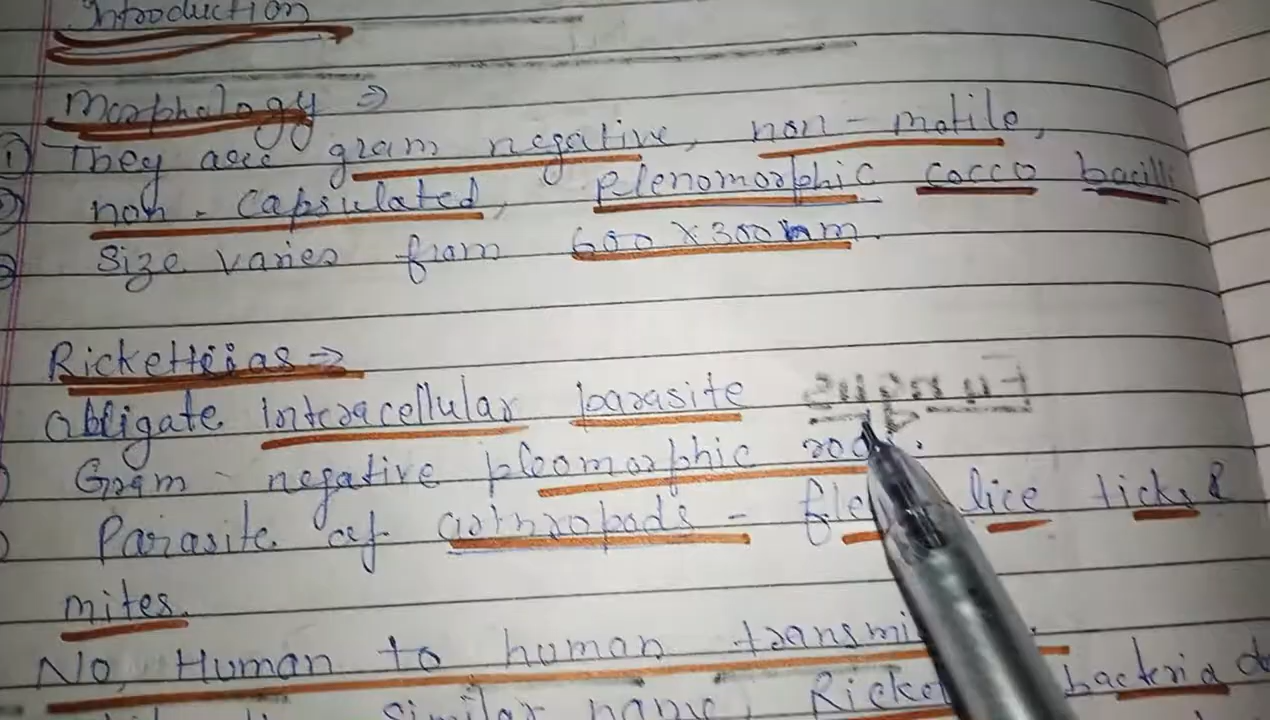 Introduction
Morphology ⇒
① They are gram negative, non-motile,
② non-capsulated, Plenomorphic cocco bacilli
③ Size varies from 600 x 300 nm.
Rickettsias ⇒
Obligate intracellular parasite
Gram-negative pleomorphic rods.
Parasite of arthropods - lice ticks &
mites.
No, Human to human
similar name, bacteria